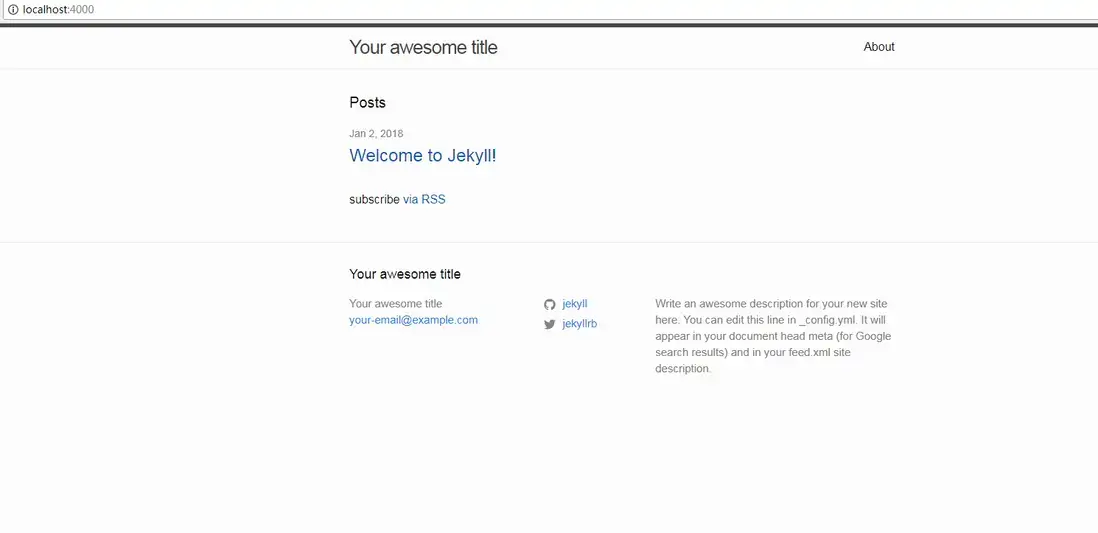 localhost:4000
Your awesome title
About
Posts
Jan 2, 2018
Welcome to Jekyll!
subscribe via RSS
Your awesome title
Your awesome title
your-email@example.com
jekyll
jekyllrb
Write an awesome description for your new site
here. You can edit this line in _config.yml. It will
appear in your document head meta (for Google
search results) and in your feed.xml site
description.